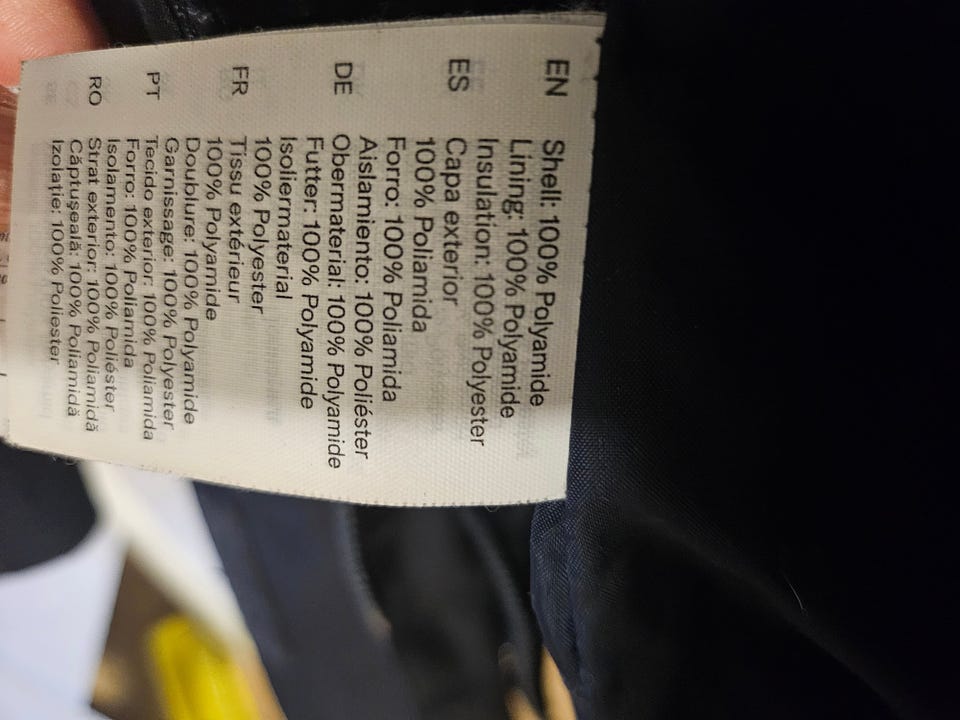 EN Shell: 100% Polyamide
Lining: 100% Polyamide
Insulation: 100% Polyester
ES Capa exterior
100% Poliamida
Forro: 100% Poliamida
Aislamiento: 100% Poliéster
DE Obermaterial: 100% Polyamide
Futter: 100% Polyamide
Isoliermaterial
100% Polyester
FR Tissu extérieur
100% Polyamide
Doublure: 100% Polyamide
Garnissage: 100% Polyester
PT Tecido exterior: 100% Poliamida
Forro: 100% Poliamida
Isolamento: 100% Poliéster
RO Strat exterior: 100% Poliamidă
Căptușeală: 100% Poliamidă
Izolație: 100% Poliester